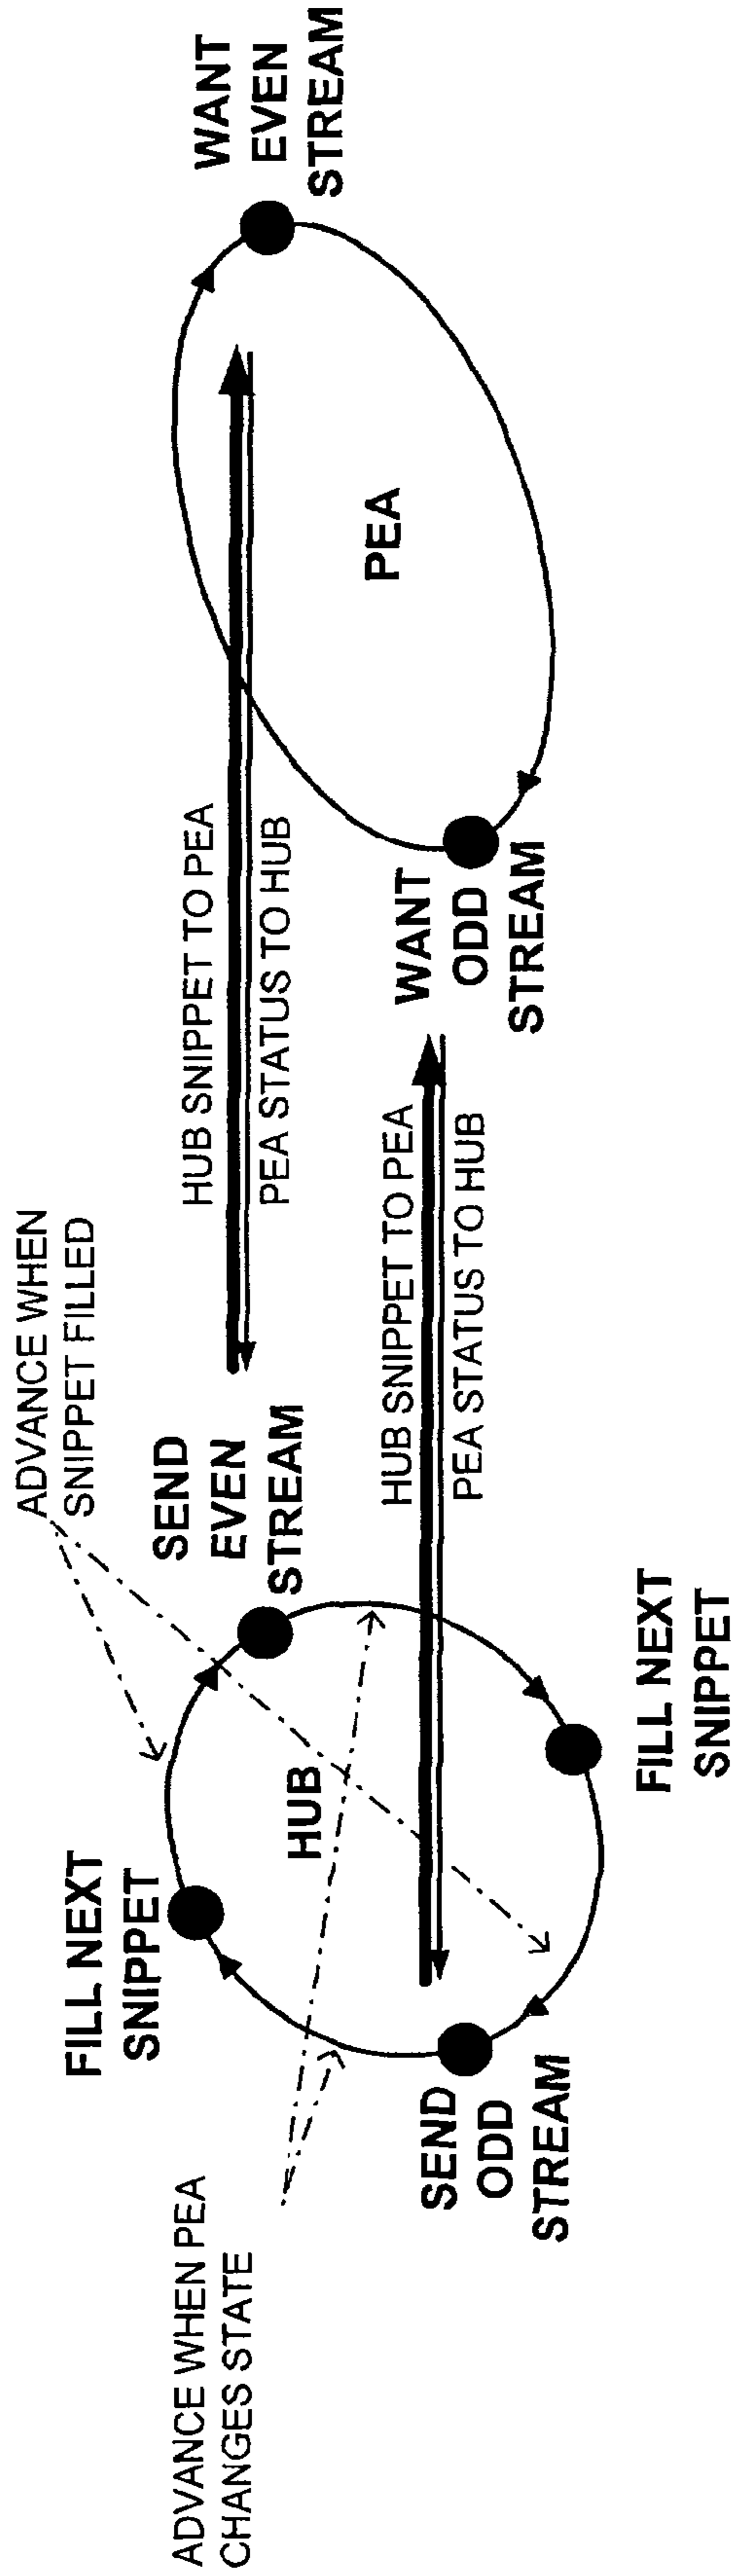 ADVANCE WHEN PEA
CHANGES STATE
FILL NEXT
SNIPPET
ADVANCE WHEN
SNIPPET FILLED
HUB
SEND
EVEN
STREAM
SEND
ODD
STREAM
FILL NEXT
SNIPPET
HUB SNIPPET TO PEA
PEA STATUS TO HUB
HUB SNIPPET TO PEA
PEA STATUS TO HUB
WANT
ODD
STREAM
PEA
WANT
EVEN
STREAM